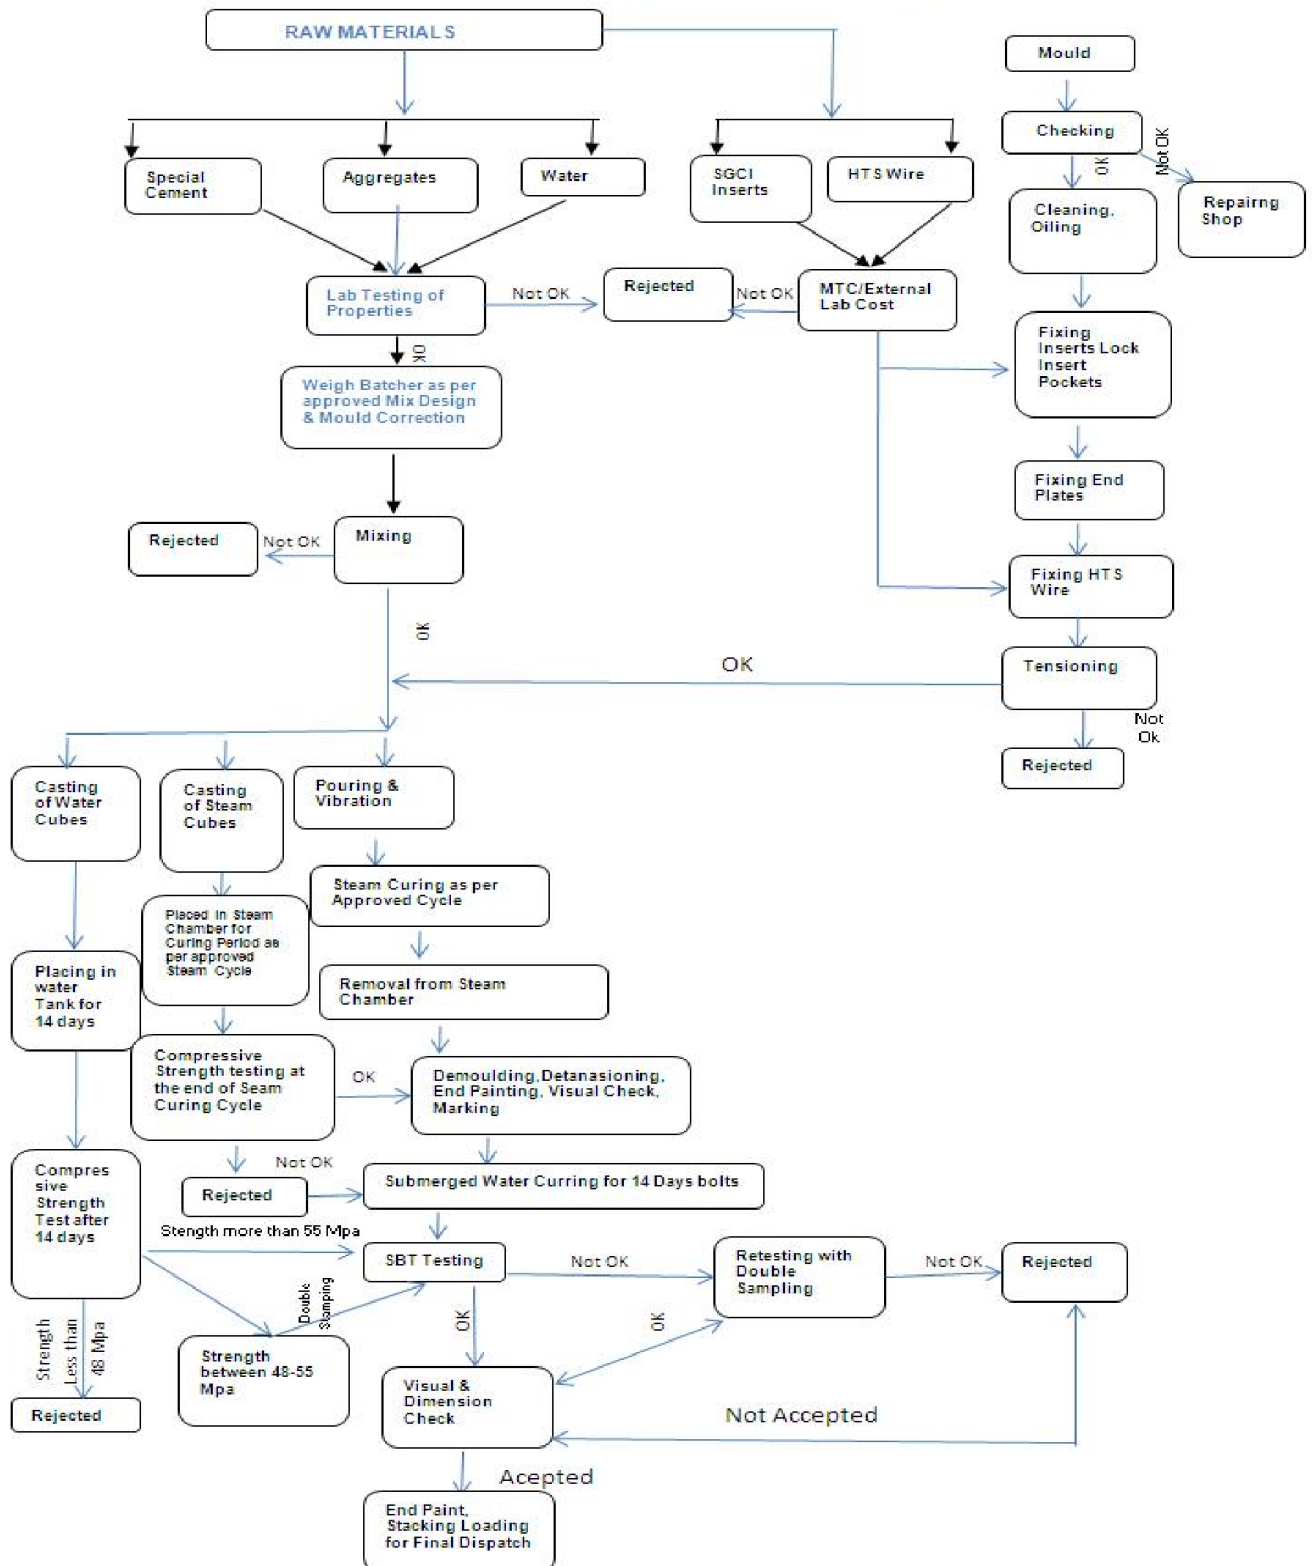 RAW MATERIALS
Mould
Checking
OK
Not OK
Special
Cement
Aggregates
Water
SGCI
Inserts
HTS Wire
Cleaning,
Oiling
Repairng
Shop
Lab Testing of
Properties
Not OK
Rejected
Not OK
MTC/External
Lab Cost
OK
Fixing
Inserts Lock
Insert
Pockets
Weigh Batcher as per
approved Mix Design
& Mould Correction
Fixing End
Plates
Rejected
Not OK
Mixing
Fixing HTS
Wire
OK
OK
Tensioning
Not
Ok
Rejected
Casting
of Water
Cubes
Casting
of Steam
Cubes
Pouring &
Vibration
Steam Curing as per
Approved Cycle
Placed In Steam
Chamber for
Curing Period as
per approved
Steam Cycle
Placing in
water
Tank for
14 days
Removal from Steam
Chamber
Compressive
Strength testing at
the end of Seam
Curing Cycle
OK
Demoulding,Detanasioning,
End Painting, Visual Check,
Marking
Not OK
Rejected
Submerged Water Curring for 14 Days bolts
Compres
sive
Strength
Test after
14 days
Stength more than 55 Mpa
SBT Testing
Not OK
Retesting with
Double
Sampling
Not OK
Rejected
Double
Stamping
OK
OK
Strength
Less than
48 Mpa
Strength
between 48-55
Mpa
Rejected
Visual &
Dimension
Check
Not Accepted
Acepted
End Paint,
Stacking Loading
for Final Dispatch